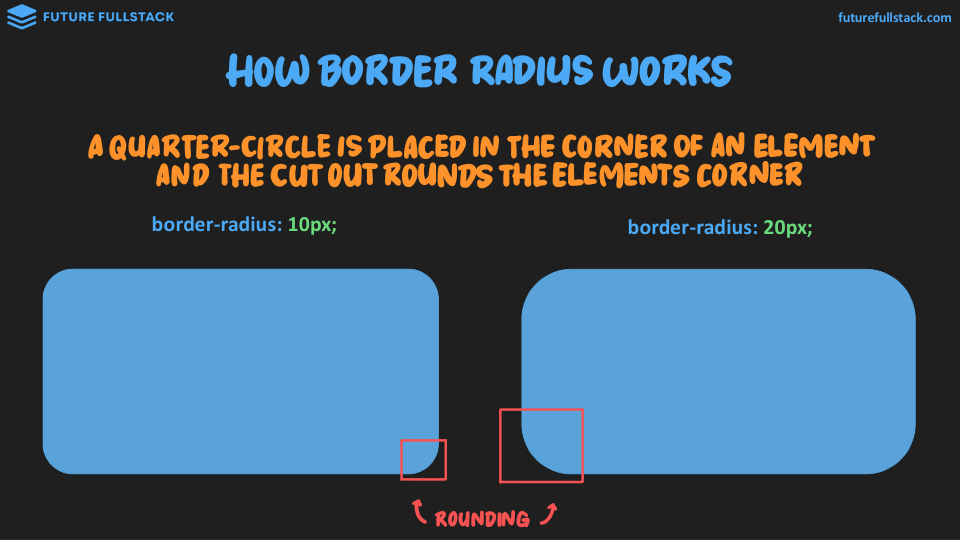 FUTURE FULLSTACK
futurefullstack.com
HOW BORDER RADIUS WORKS
A QUARTER-CIRCLE IS PLACED IN THE CORNER OF AN ELEMENT
AND THE CUT OUT ROUNDS THE ELEMENTS CORNER
border-radius: 10px;
border-radius: 20px;
ROUNDING